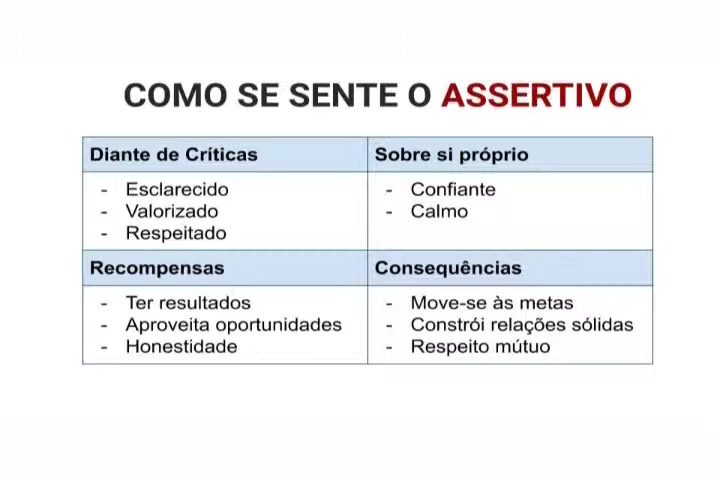 COMO SE SENTE O ASSERTIVO
Diante de Críticas
- Esclarecido
- Valorizado
- Respeitado
Sobre si próprio
- Confiante
- Calmo
Recompensas
- Ter resultados
- Aproveita oportunidades
- Honestidade
Consequências
- Move-se às metas
- Constrói relações sólidas
- Respeito mútuo